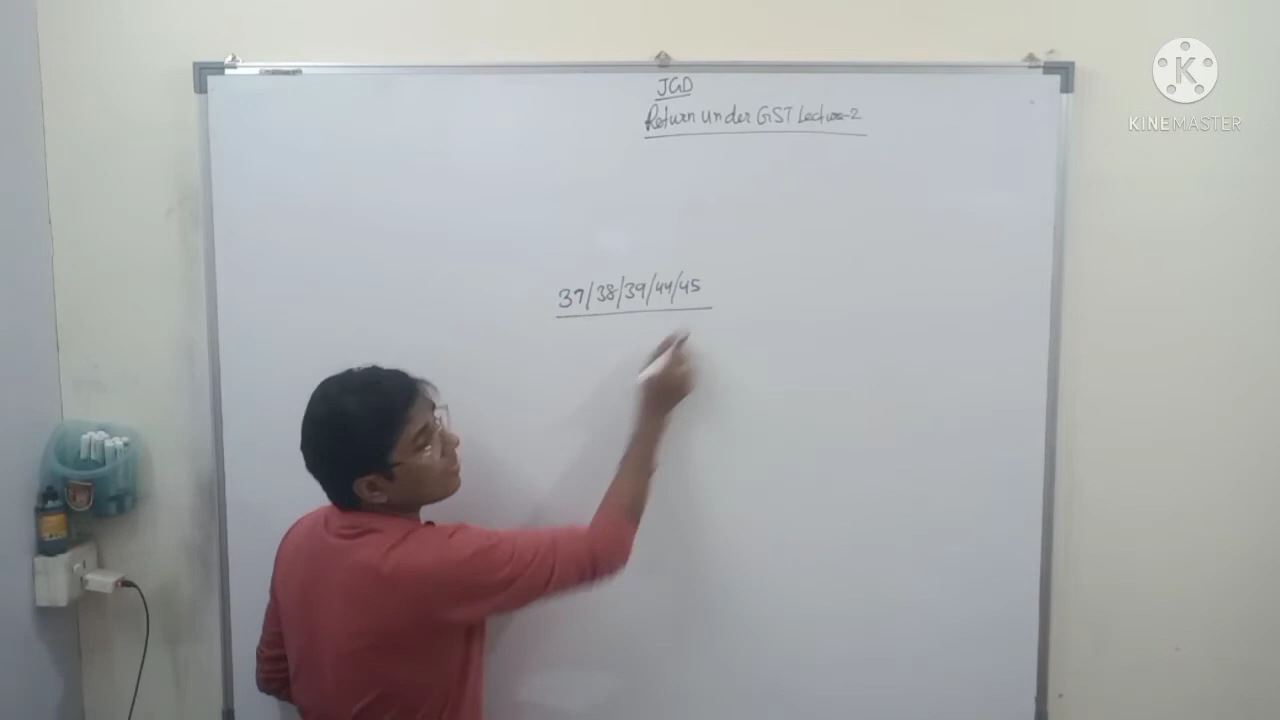 JGD
Return under GST Lecture-2
37/38/39/44/45
K
KINEMASTER